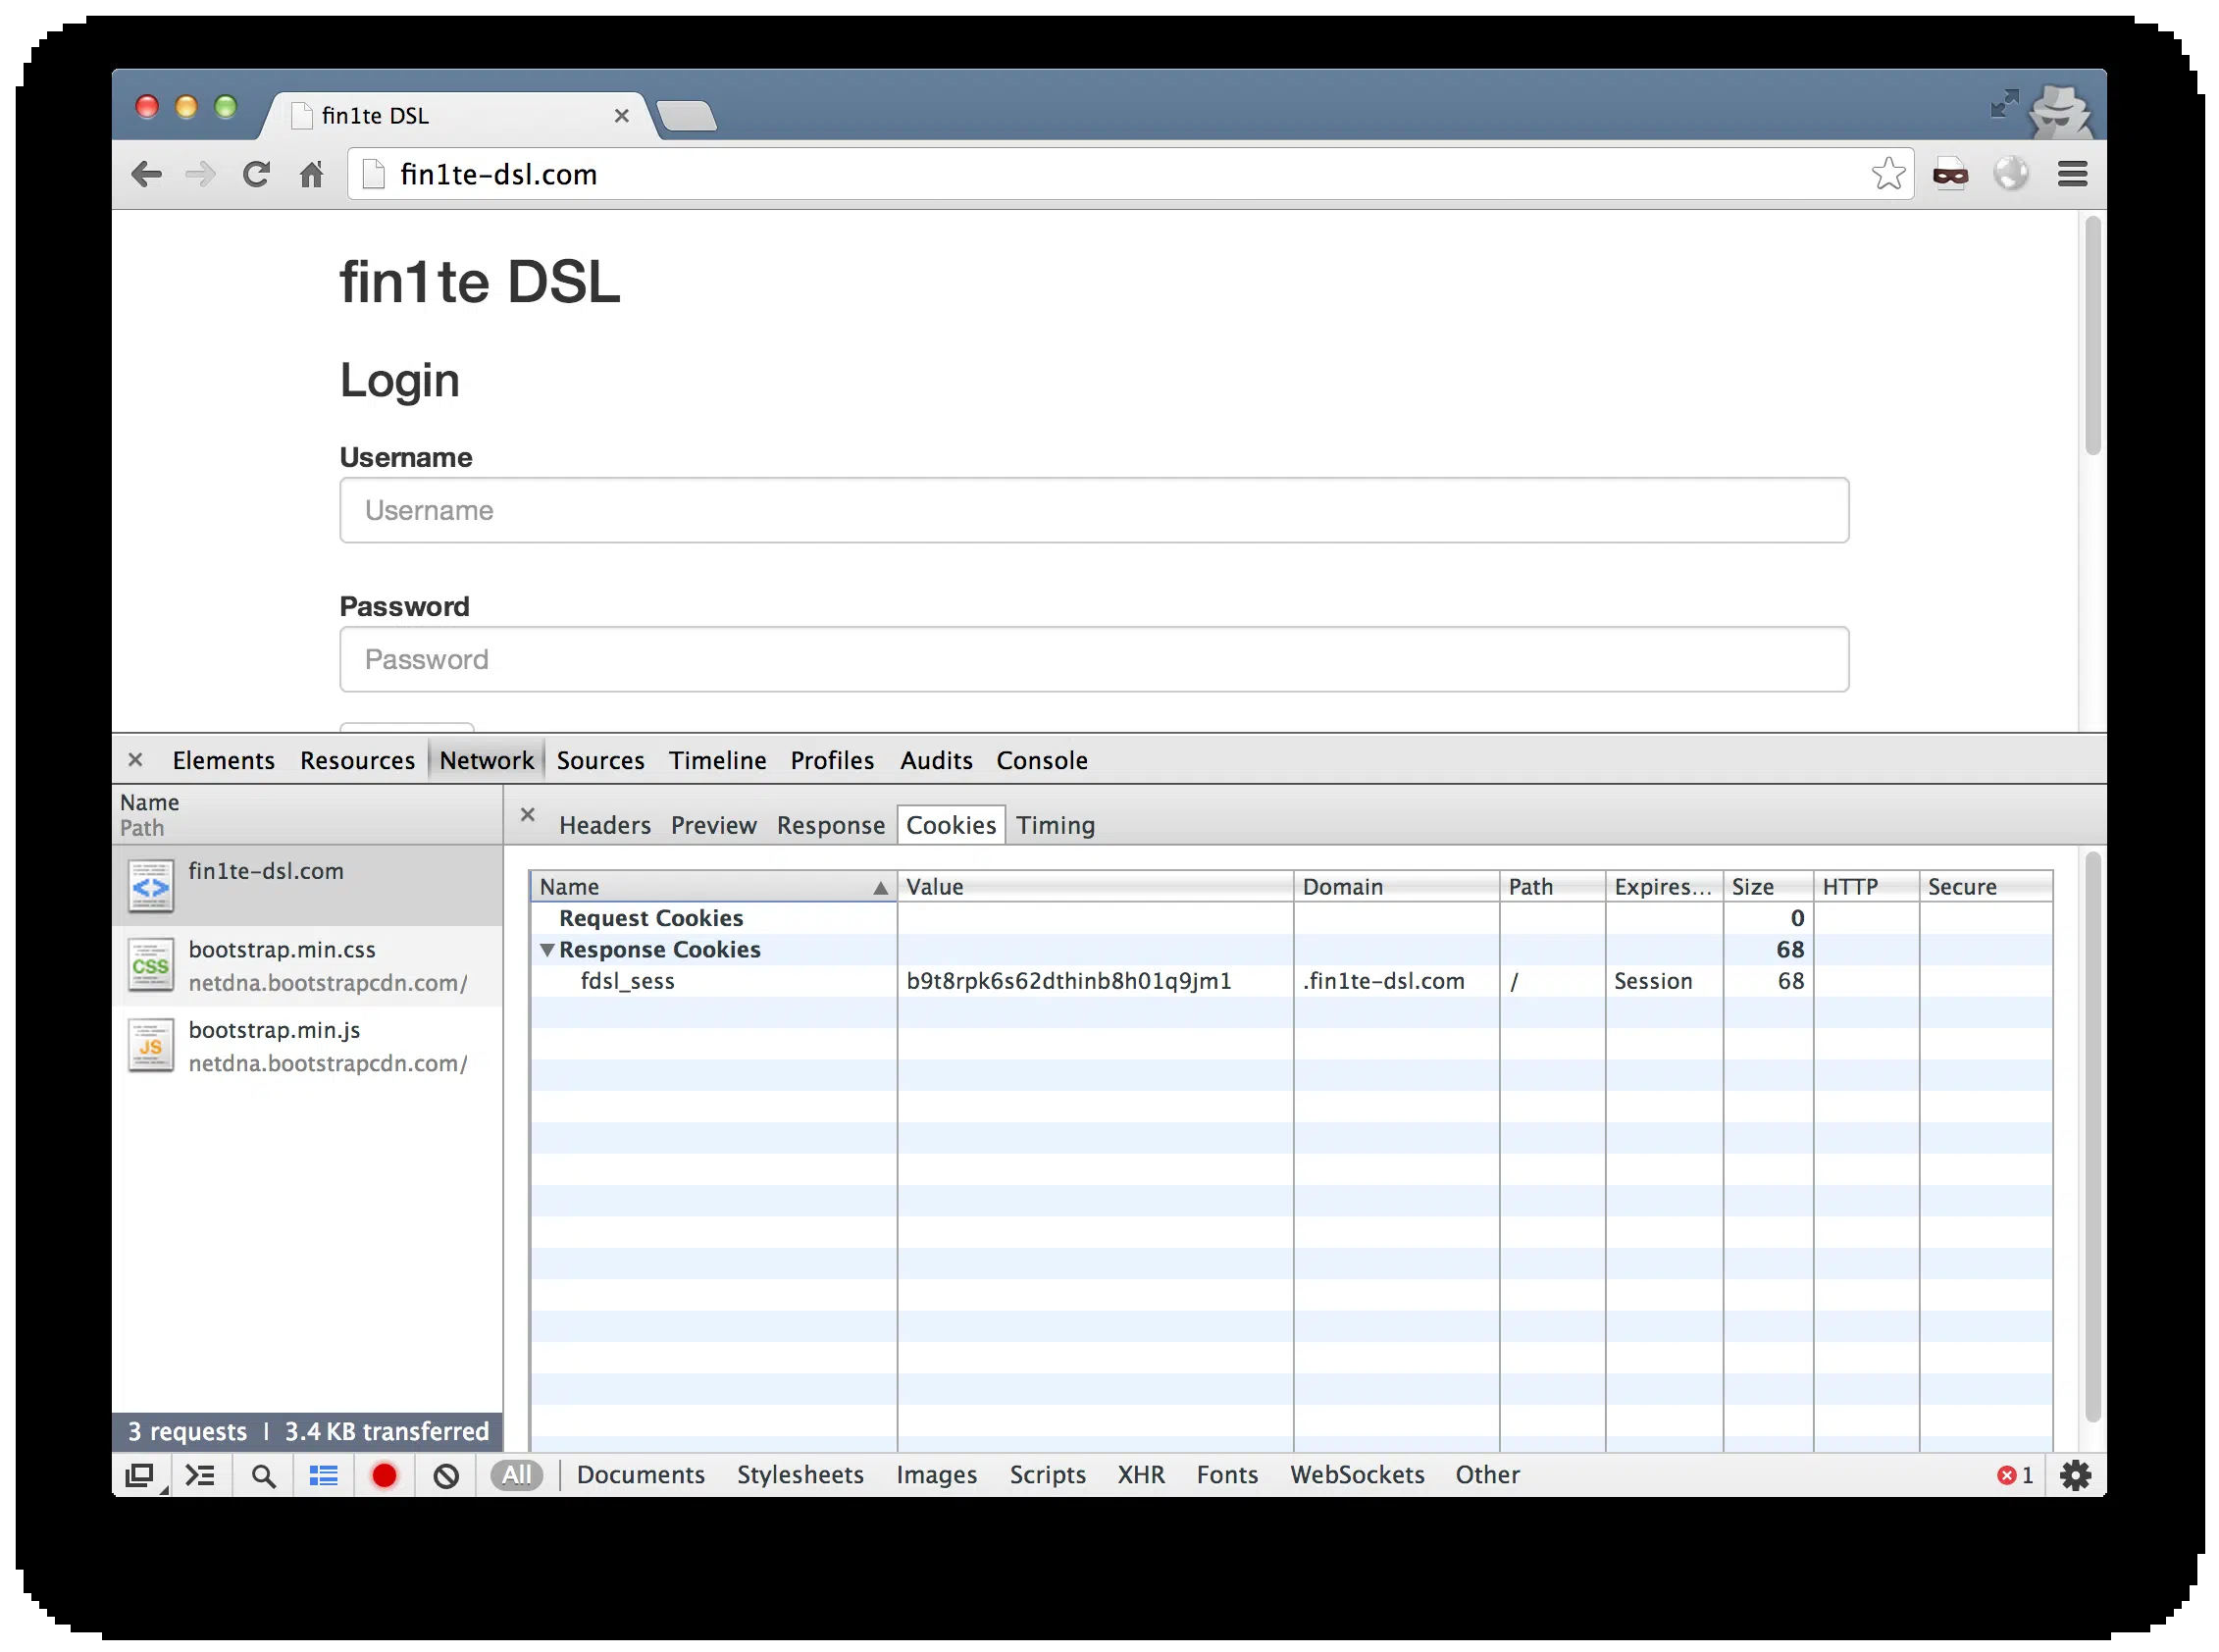 fin1te DSL
fin1te-dsl.com
fin1te DSL
Login
Username
Username
Password
Password
Elements Resources Network Sources Timeline Profiles Audits Console
Name
Path
fin1te-dsl.com
bootstrap.min.css
netdna.bootstrapcdn.com/
bootstrap.min.js
netdna.bootstrapcdn.com/
3 requests | 3.4 KB transferred
Headers Preview Response Cookies Timing
Name Value Domain Path Expires... Size HTTP Secure
Request Cookies 0
Response Cookies 68
fdsl_sess b9t8rpk6s62dthinb8h01q9jm1 .fin1te-dsl.com / Session 68
All Documents Stylesheets Images Scripts XHR Fonts WebSockets Other 1
CSS
JS